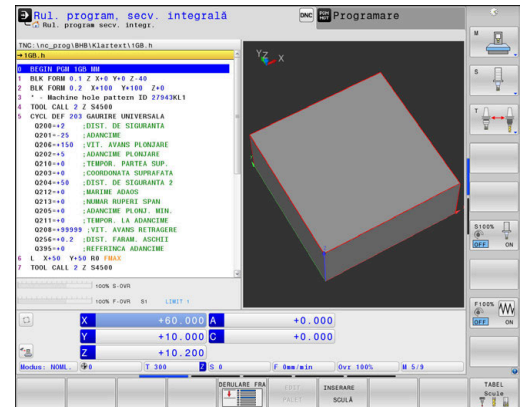 Rul. program, secv. integrală
Rul. program secv. integr.
DNC
Programare
TNC:\nc_prog\BHB\Klartext\1GB.h
→1GB.h
0 BEGIN PGM 1GB MM
1 BLK FORM 0.1 Z X+0 Y+0 Z-40
2 BLK FORM 0.2 X+100 Y+100 Z+0
3 * - Machine hole pattern ID 27943KL1
4 TOOL CALL 2 Z S4500
5 CYCL DEF 203 GAURIRE UNIVERSALA
Q200=+2 ;DIST. DE SIGURANTA
Q201=-25 ;ADANCIME
Q206=+150 ;VIT. AVANS PLONJARE
Q202=+5 ;ADANCIME PLONJARE
Q210=+0 ;TEMPOR. PARTEA SUP.
Q203=+0 ;COORDONATA SUPRAFATA
Q204=+50 ;DIST. DE SIGURANTA 2
Q212=+0 ;MARIME ADAOS
Q213=+0 ;NUMAR RUPERI SPAN
Q205=+0 ;ADANCIME PLONJ. MIN.
Q211=+0 ;TEMPOR. LA ADANCIME
Q208=+99999 ;VIT. AVANS RETRAGERE
Q256=+0.2 ;DIST. FARAM. ASCHII
Q395=+0 ;REFERINCA ADANCIME
6 L X+50 Y+50 R0 FMAX
7 TOOL CALL 2 Z S4500
Y Z X
100% S-OVR
100% F-OVR S1 LIMIT 1
X +60.000 A +0.000
Y +10.000 C +0.000
Z +10.200
Modus: NOML. 0 T 300 Z S 0 F 0mm/min Ovr 100% M 5/9
M
S
T
S100%
OFF ON
F100%
OFF ON
DERULARE FRA
INSERARE
SCULĂ
TABEL
Scule